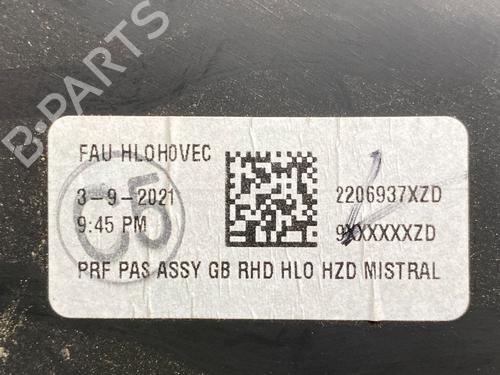 B-PARTS
FAU HLOHOVEC
3-9-2021
9:45 PM
C5
2206937XZD
9XXXXXXZD
PRF PAS ASSY GB RHD HLO HZD MISTRAL